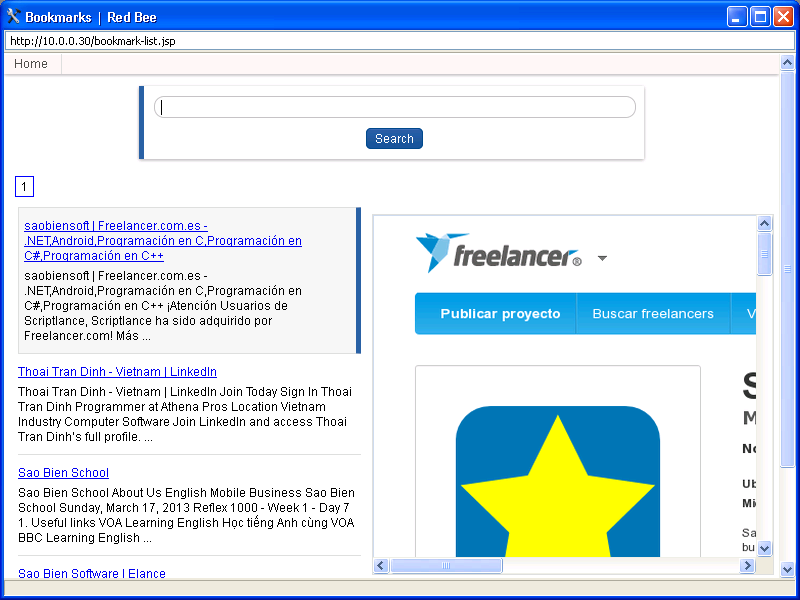 Bookmarks | Red Bee
http://10.0.0.30/bookmark-list.jsp
Home
Search
1
saobiensoft | Freelancer.com.es -
.NET,Android,Programación en C,Programación en
C#,Programación en C++
saobiensoft | Freelancer.com.es -
.NET,Android,Programación en C,Programación en
C#,Programación en C++ ¡Atención Usuarios de
Scriptlance, Scriptlance ha sido adquirido por
Freelancer.com! Más ...
Thoai Tran Dinh - Vietnam | LinkedIn
Thoai Tran Dinh - Vietnam | LinkedIn Join Today Sign In Thoai
Tran Dinh Programmer at Athena Pros Location Vietnam
Industry Computer Software Join LinkedIn and access Thoai
Tran Dinh's full profile. ...
Sao Bien School
Sao Bien School About Us English Mobile Business Sao Bien
School Sunday, March 17, 2013 Reflex 1000 - Week 1 - Day 7
1. Useful links VOA Learning English Học tiếng Anh cùng VOA
BBC Learning English ...
Sao Bien Software | Elance
freelancer®
Publicar proyecto Buscar freelancers